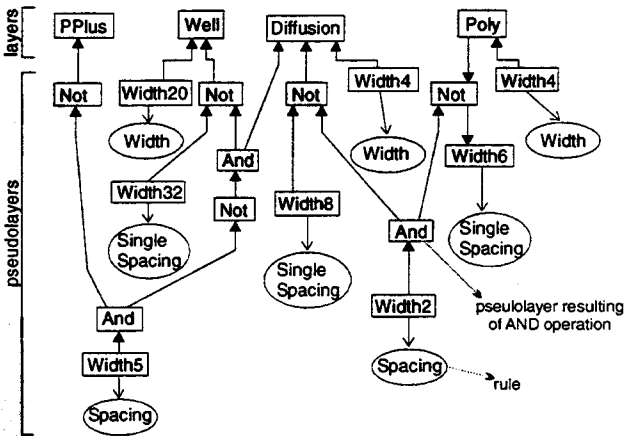 layers
PPlus
Well
Diffusion
Poly
pseudolayers
Not
Width20
Not
Not
Width4
Not
Width4
Width
Width
Width
And
Width6
Width32
Not
Width8
Single
Spacing
And
Single
Spacing
Single
Spacing
Width2
pseulolayer resulting
of AND operation
And
Width5
Spacing
rule
Spacing